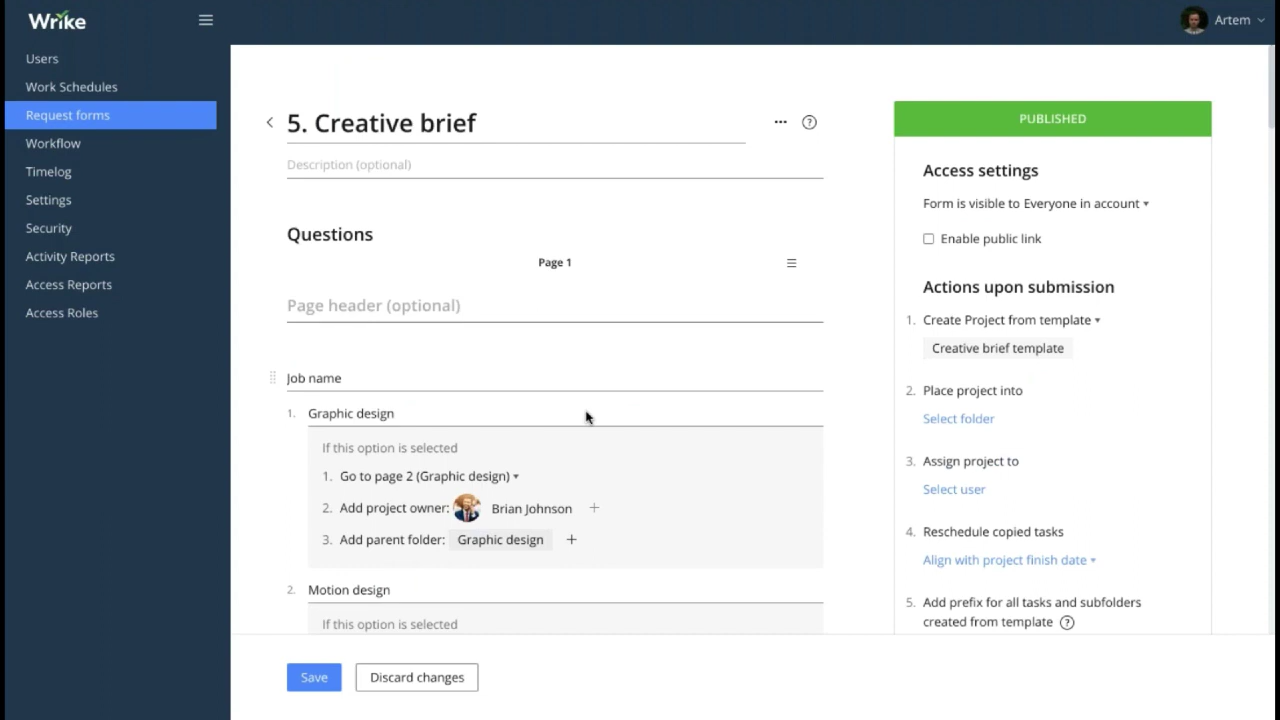 Wrike
Artem
Users
Work Schedules
Request forms
Workflow
Timelog
Settings
Security
Activity Reports
Access Reports
Access Roles
5. Creative brief
Description (optional)
Questions
Page 1
Page header (optional)
Job name
1. Graphic design
If this option is selected
1. Go to page 2 (Graphic design)
2. Add project owner: Brian Johnson +
3. Add parent folder: Graphic design +
2. Motion design
If this option is selected
Save
Discard changes
PUBLISHED
Access settings
Form is visible to Everyone in account
Enable public link
Actions upon submission
1. Create Project from template
Creative brief template
2. Place project into
Select folder
3. Assign project to
Select user
4. Reschedule copied tasks
Align with project finish date
5. Add prefix for all tasks and subfolders
created from template ?